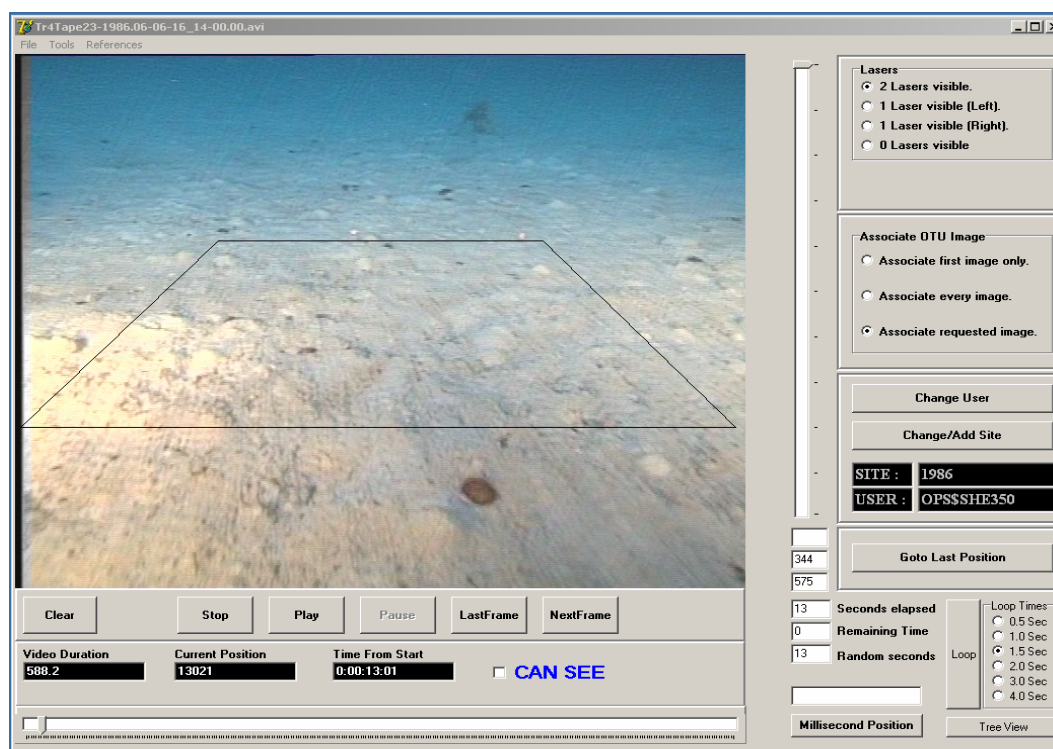 Tr4Tape23-1986.06-06-16_14-00.00.avi
File Tools References
Lasers
2 Lasers visible.
1 Laser visible (Left).
1 Laser visible (Right).
0 Lasers visible
Associate OTU Image
Associate first image only.
Associate every image.
Associate requested image.
Change User
Change/Add Site
SITE : 1986
USER : OPS$SHE350
Goto Last Position
344
575
Clear Stop Play Pause LastFrame NextFrame
13 Seconds elapsed
0 Remaining Time
13 Random seconds
Loop
Loop Times
0.5 Sec
1.0 Sec
1.5 Sec
2.0 Sec
3.0 Sec
4.0 Sec
Video Duration Current Position Time From Start
588.2 13021 0:00:13:01
CAN SEE
Millisecond Position
Tree View